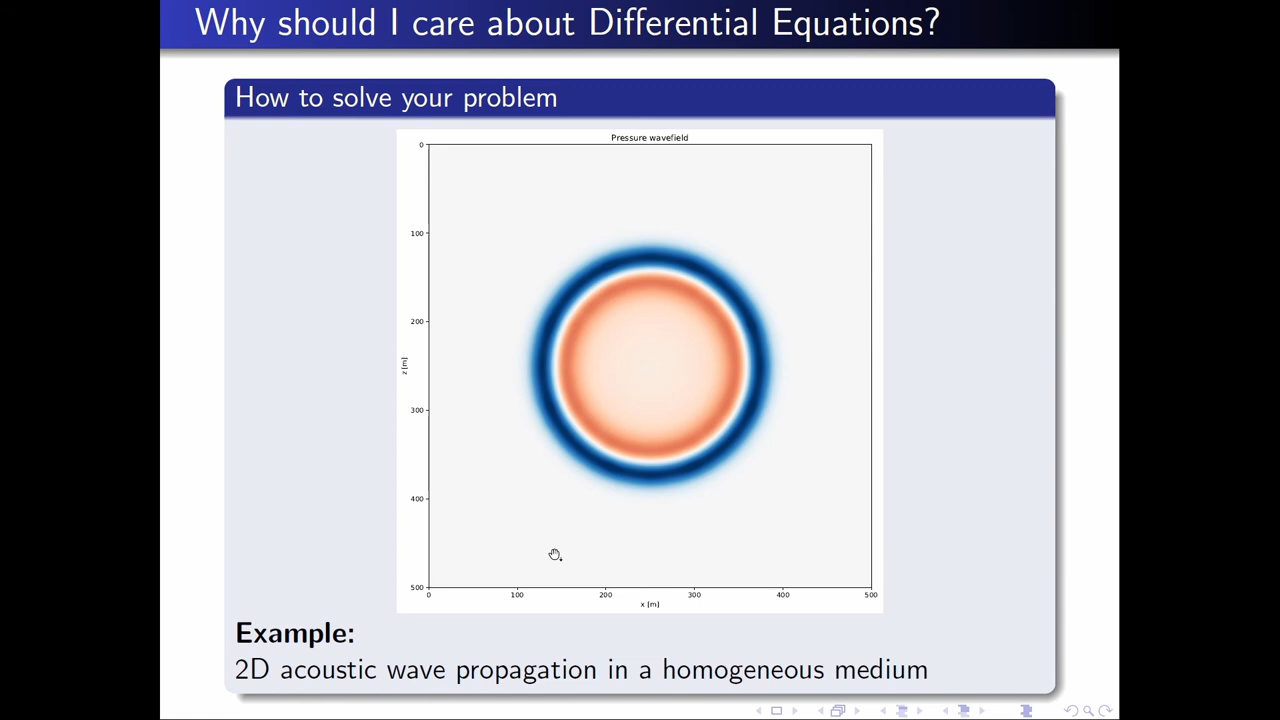 Why should I care about Differential Equations?
How to solve your problem
Pressure wavefield
0
100
200
300
400
500
z [m]
0 100 200 300 400 500
x [m]
Example:
2D acoustic wave propagation in a homogeneous medium